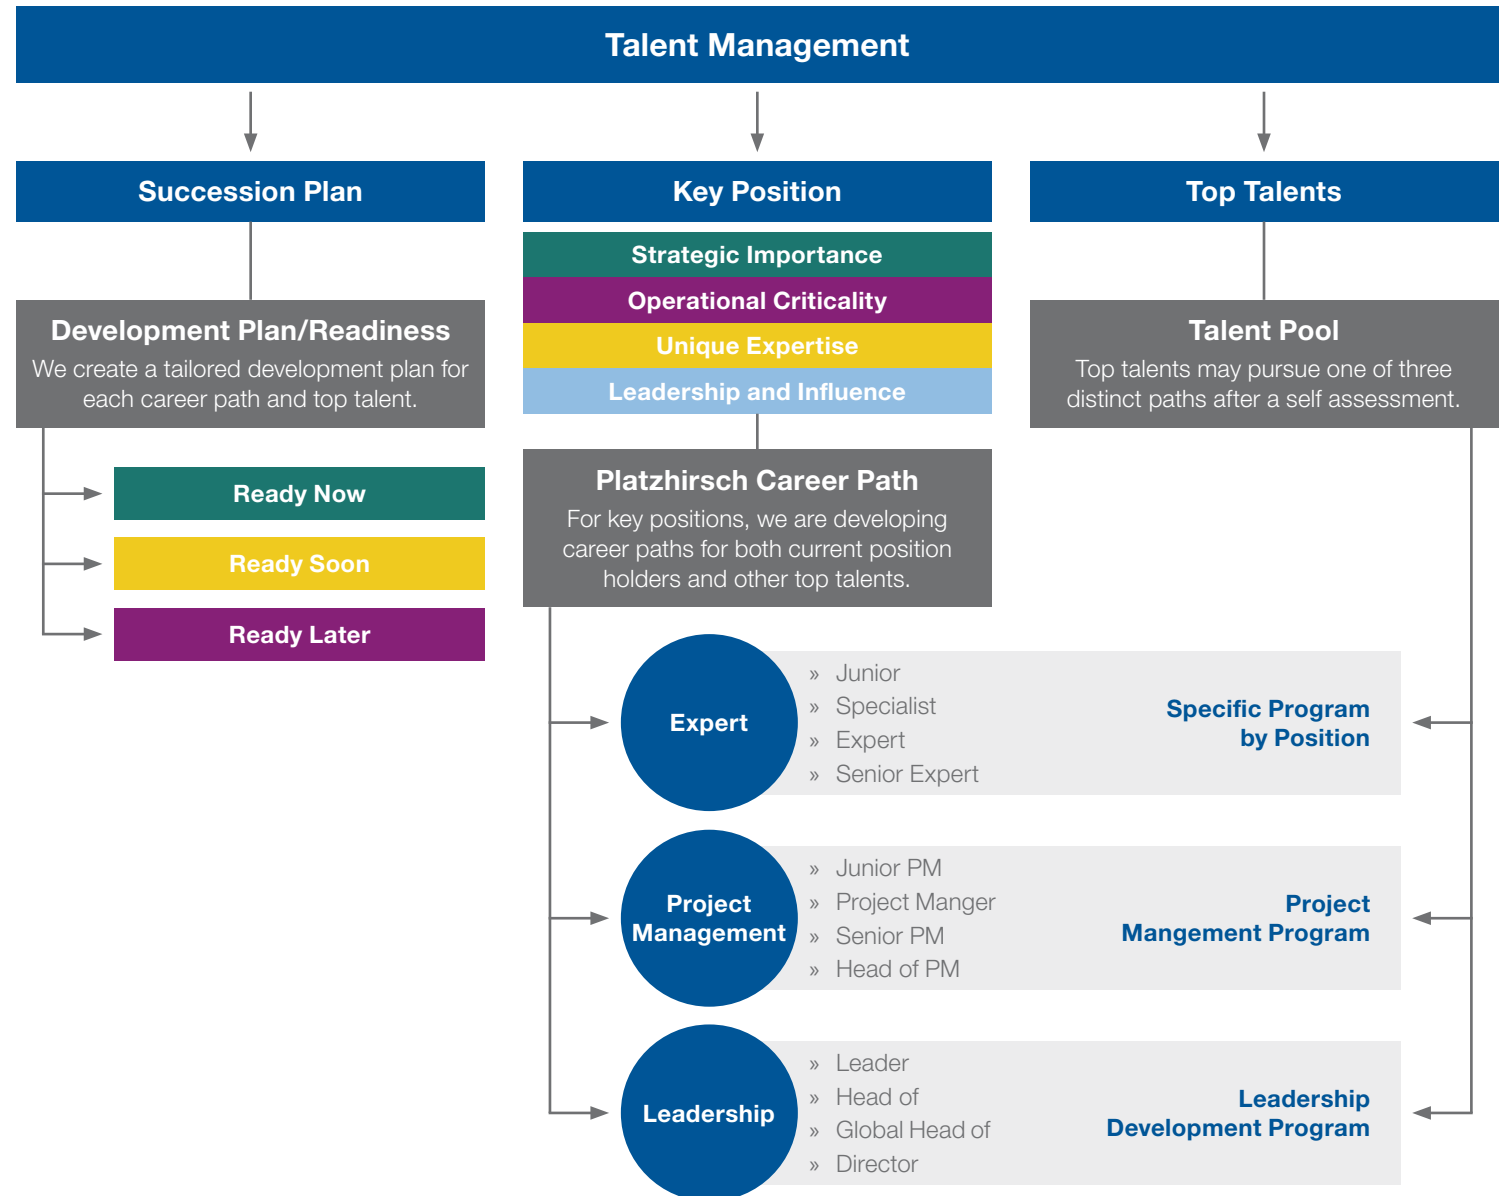 Talent Management
Succession Plan
Development Plan/Readiness
We create a tailored development plan for
each career path and top talent.
Ready Now
Ready Soon
Ready Later
Key Position
Strategic Importance
Operational Criticality
Unique Expertise
Leadership and Influence
Platzhirsch Career Path
For key positions, we are developing
career paths for both current position
holders and other top talents.
Top Talents
Talent Pool
Top talents may pursue one of three
distinct paths after a self assessment.
Expert
» Junior
» Specialist
» Expert
» Senior Expert
Specific Program
by Position
Project
Management
» Junior PM
» Project Manger
» Senior PM
» Head of PM
Project
Mangement Program
Leadership
» Leader
» Head of
» Global Head of
» Director
Leadership
Development Program